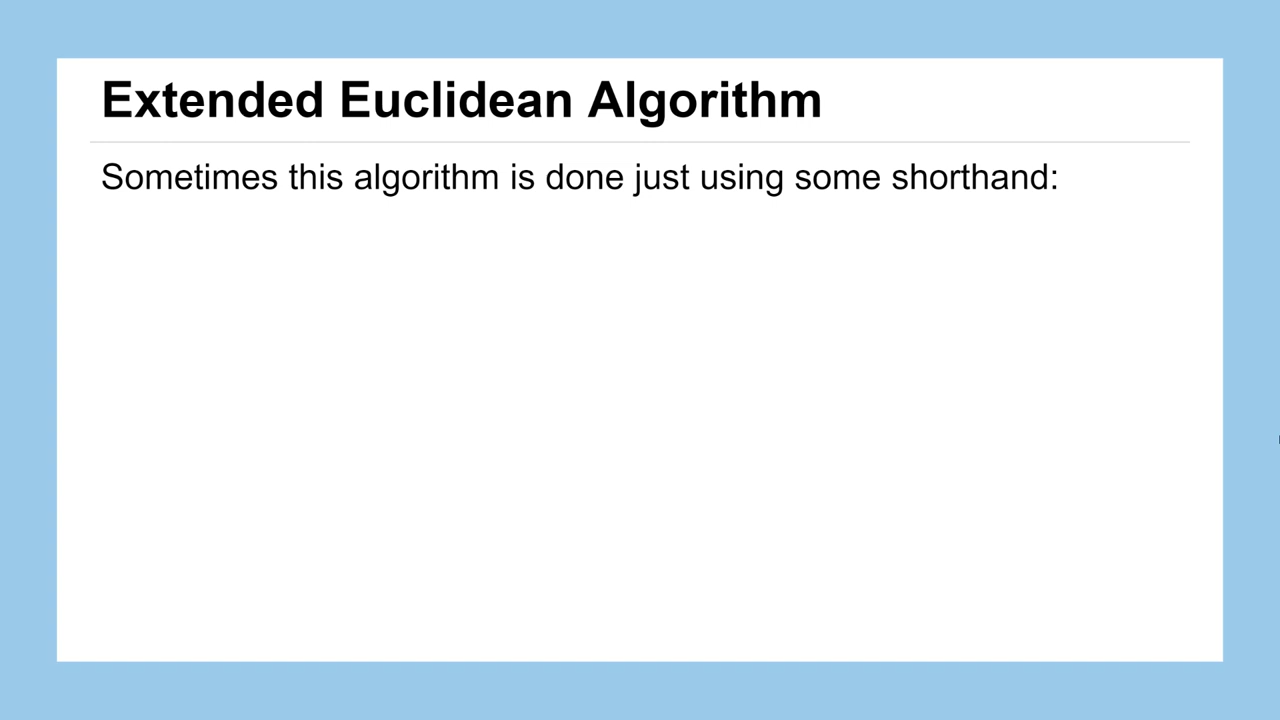 Extended Euclidean Algorithm
Sometimes this algorithm is done just using some shorthand: